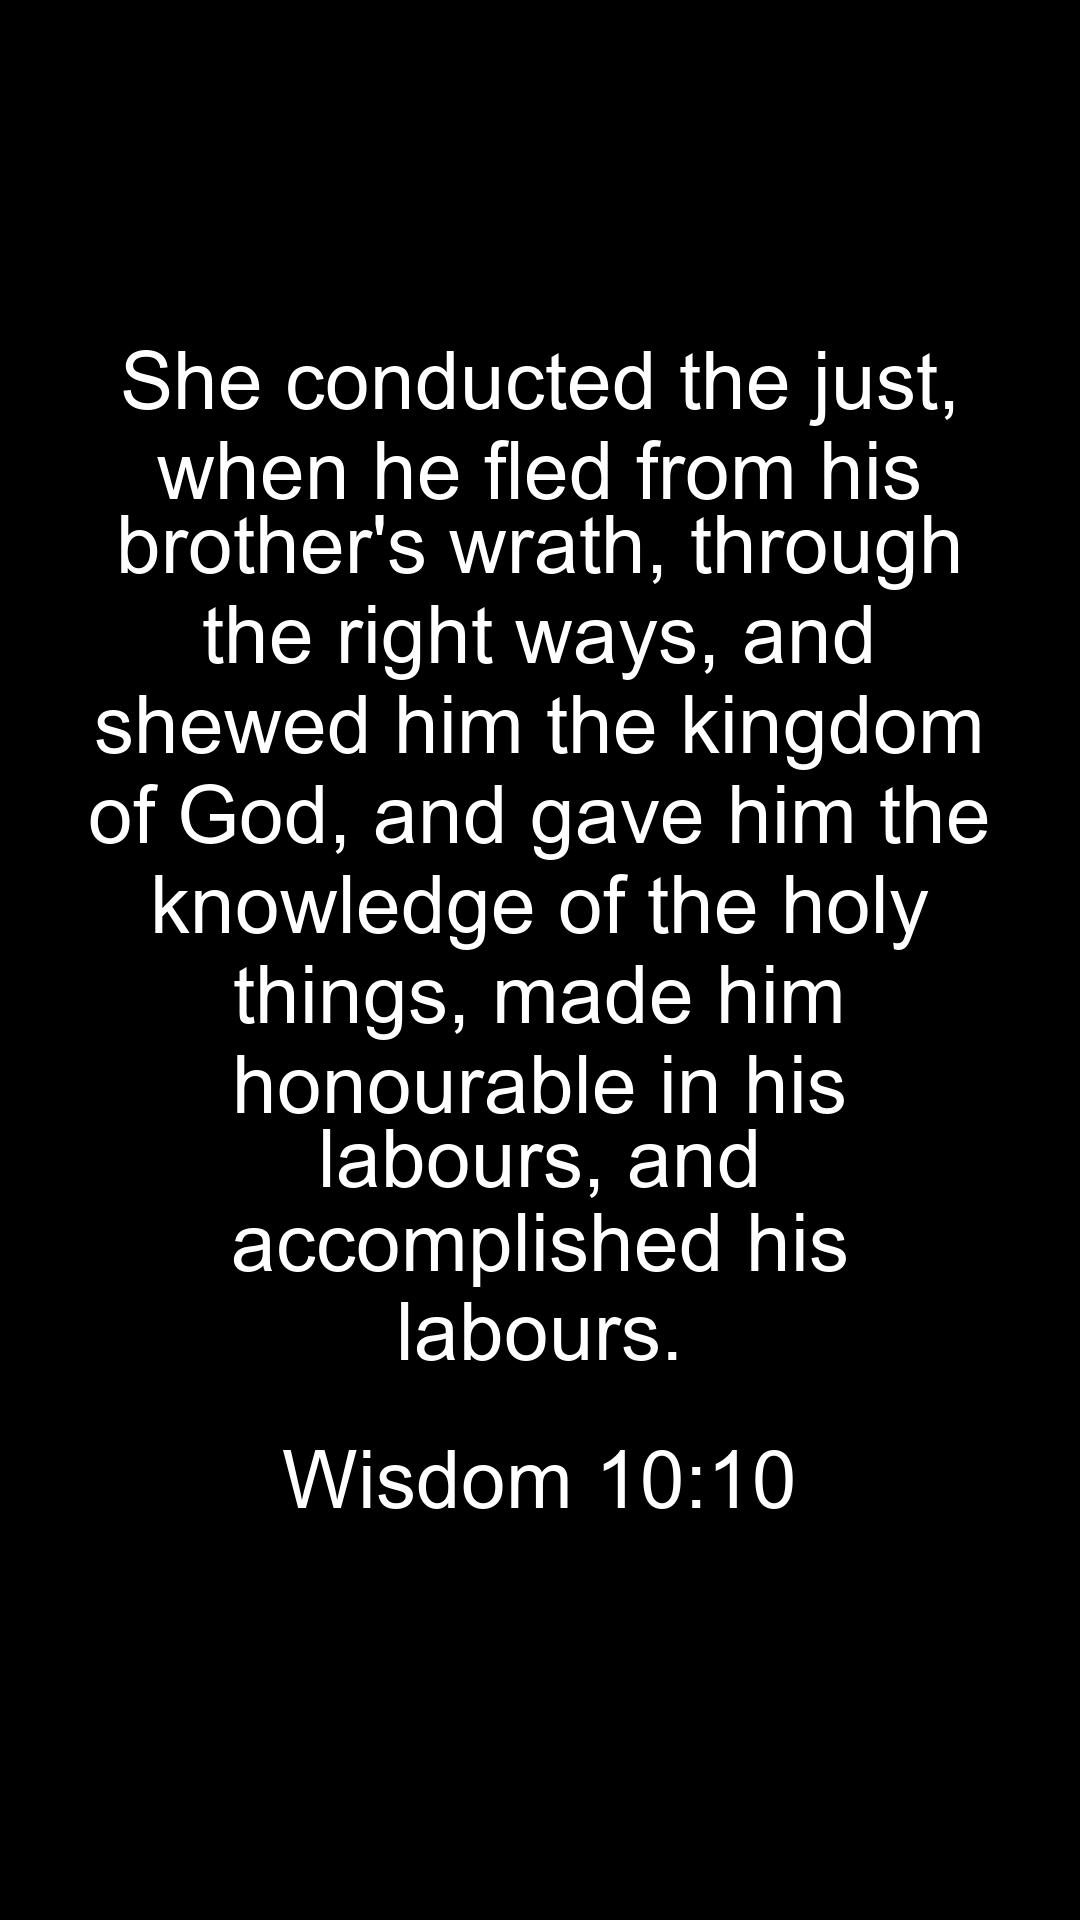 She conducted the just,
when he fled from his
brother's wrath, through
the right ways, and
shewed him the kingdom
of God, and gave him the
knowledge of the holy
things, made him
honourable in his
labours, and
accomplished his
labours.
Wisdom 10:10